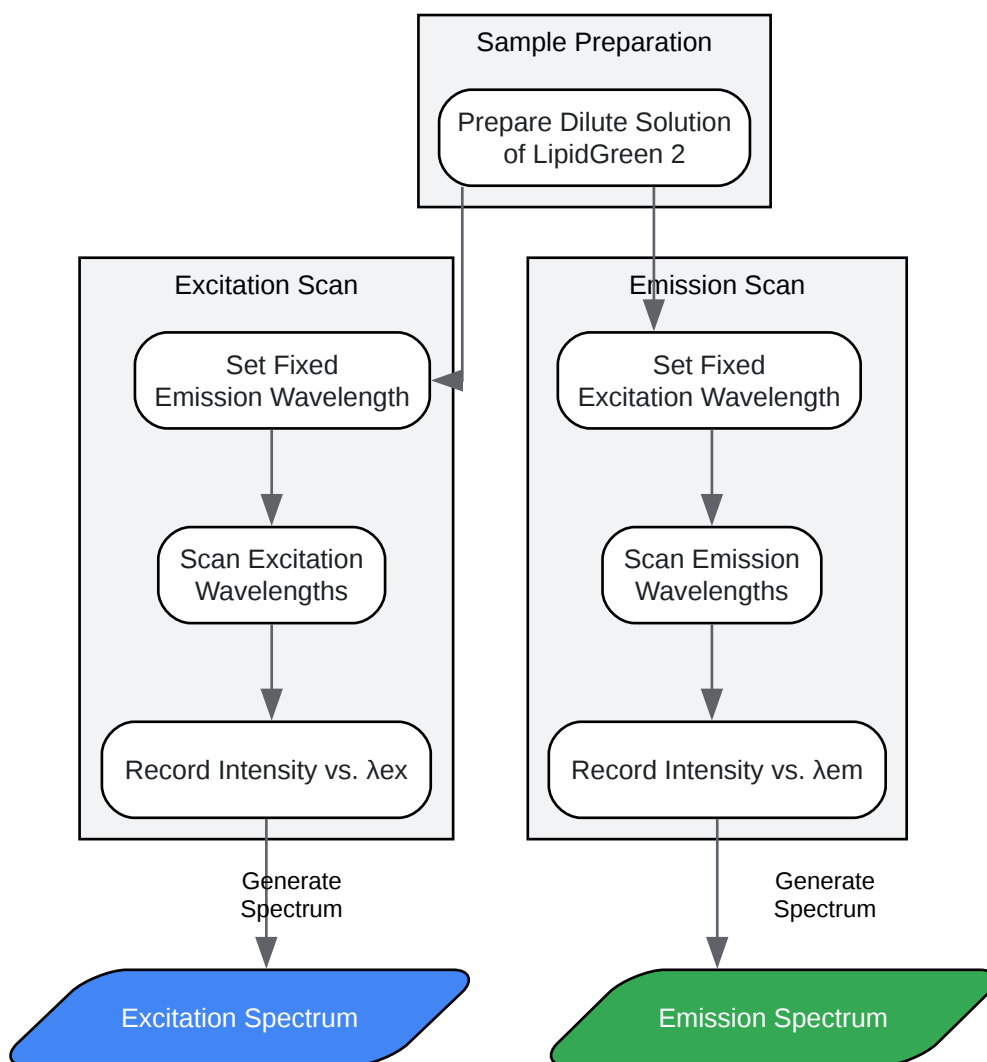 Sample Preparation
Prepare Dilute Solution
of LipidGreen 2
Excitation Scan
Set Fixed
Emission Wavelength
Scan Excitation
Wavelengths
Record Intensity vs. λex
Generate
Spectrum
Excitation Spectrum
Emission Scan
Set Fixed
Excitation Wavelength
Scan Emission
Wavelengths
Record Intensity vs. λem
Generate
Spectrum
Emission Spectrum